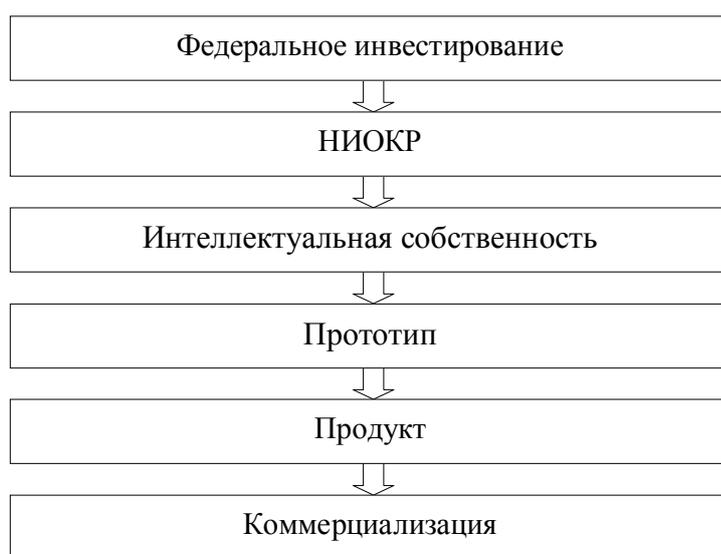 Федеральное инвестирование
НИОКР
Интеллектуальная собственность
Прототип
Продукт
Коммерциализация